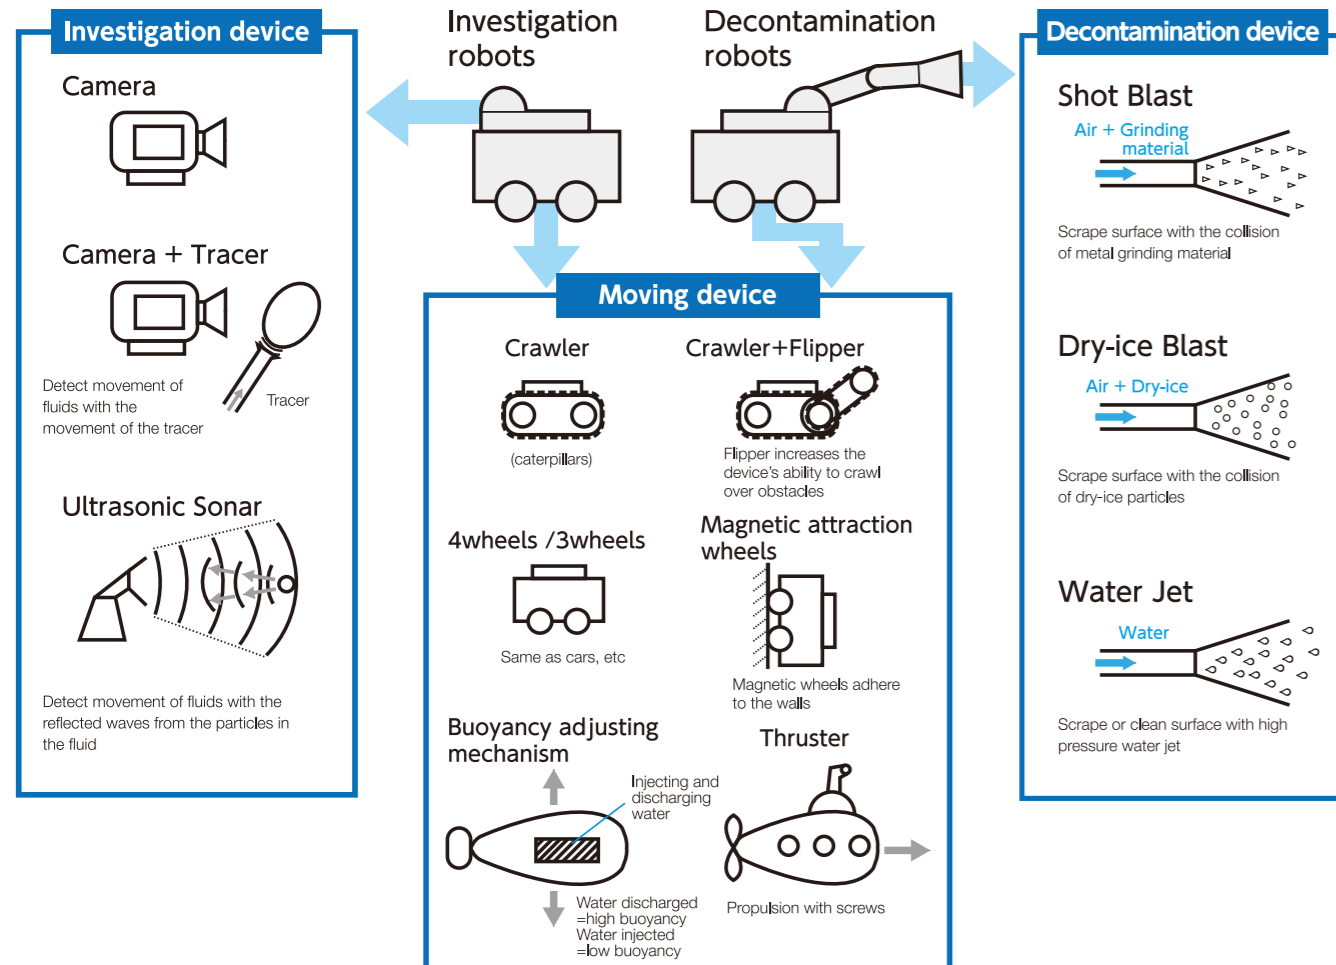 Investigation device
Camera
Camera + Tracer
Detect movement of
fluids with the
movement of the tracer
Tracer
Ultrasonic Sonar
Detect movement of fluids with the
reflected waves from the particles in
the fluid
Investigation
robots
Decontamination
robots
Moving device
Crawler
(caterpillars)
Crawler+Flipper
Flipper increases the
device's ability to crawl
over obstacles
4wheels /3wheels
Same as cars, etc
Magnetic attraction
wheels
Magnetic wheels adhere
to the walls
Buoyancy adjusting
mechanism
Injecting and
discharging
water
Water discharged
=high buoyancy
Water injected
=low buoyancy
Thruster
Propulsion with screws
Decontamination device
Shot Blast
Air + Grinding
material
Scrape surface with the collision
of metal grinding material
Dry-ice Blast
Air + Dry-ice
Scrape surface with the collision
of dry-ice particles
Water Jet
Water
Scrape or clean surface with high
pressure water jet